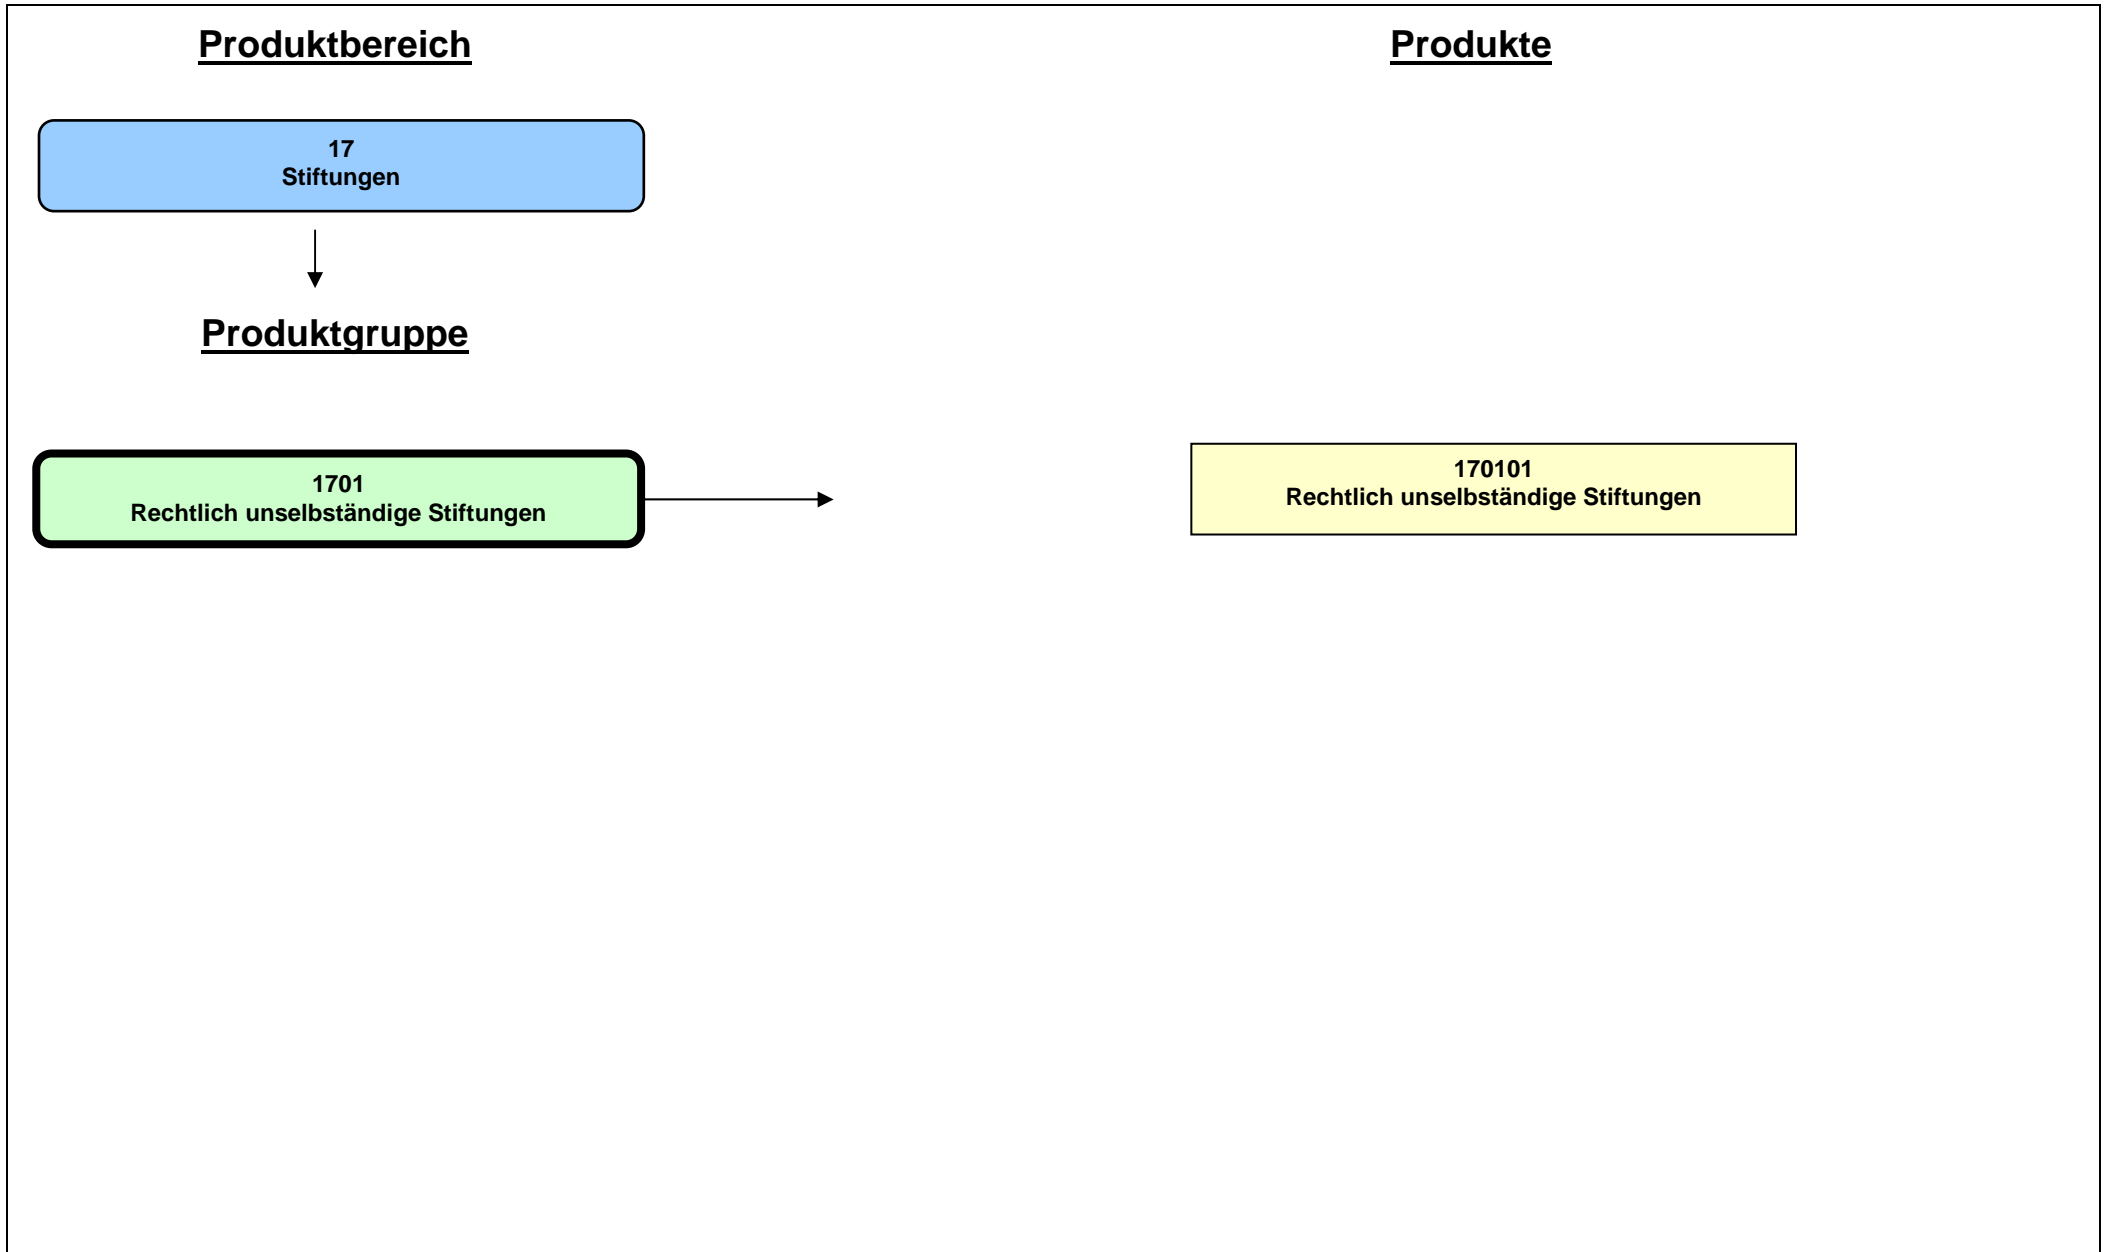 Produktbereich
Produkte
17
Stiftungen
Produktgruppe
1701
Rechtlich unselbständige Stiftungen
170101
Rechtlich unselbständige Stiftungen